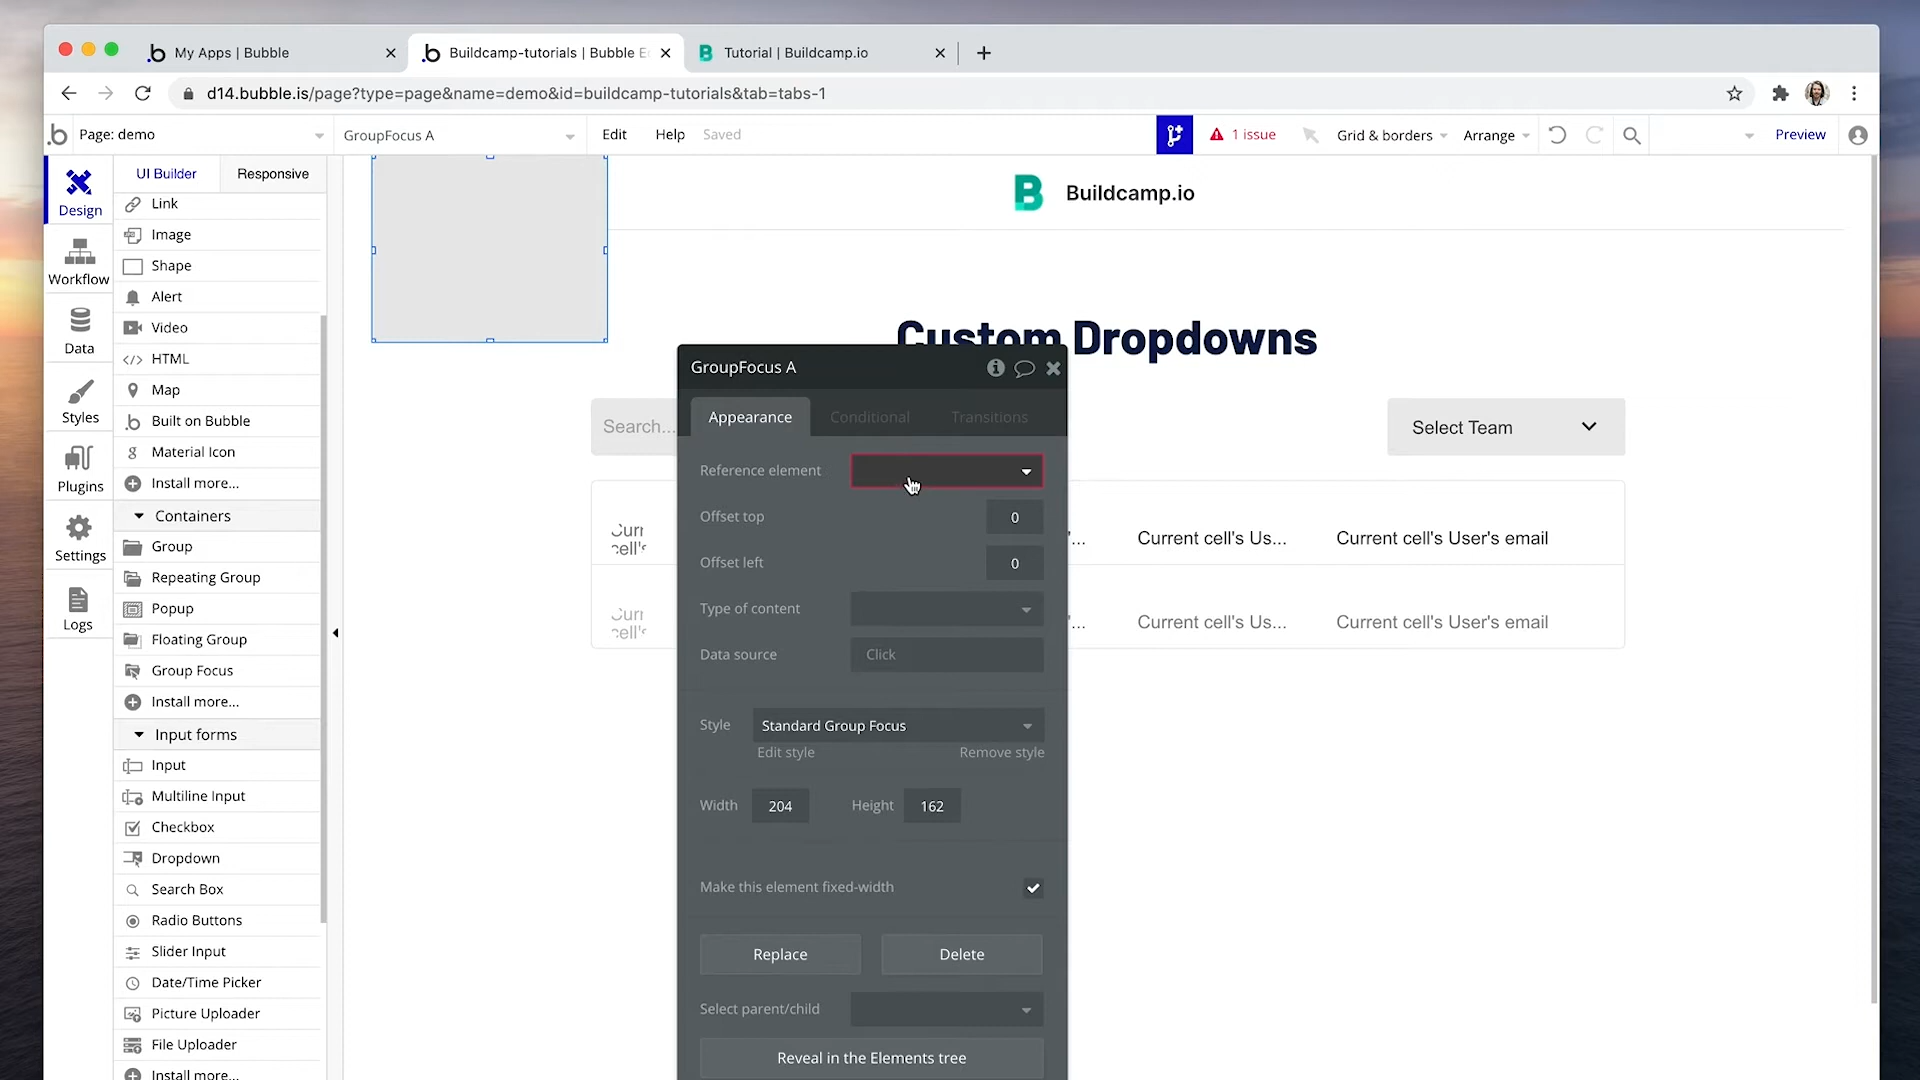 My Apps | Bubble
Buildcamp-tutorials | Bubble E
Tutorial | Buildcamp.io
d14.bubble.is/page?type=page&name=demo&id=buildcamp-tutorials&tab=tabs-1
Page: demo
GroupFocus A
Edit
Help
Saved
1 issue
Grid & borders
Arrange
Preview
Design
Workflow
Data
Styles
Plugins
Settings
Logs
UI Builder
Responsive
Link
Image
Shape
Alert
Video
HTML
Map
Built on Bubble
Material Icon
Install more...
Containers
Group
Repeating Group
Popup
Floating Group
Group Focus
Install more...
Input forms
Input
Multiline Input
Checkbox
Dropdown
Search Box
Radio Buttons
Slider Input
Date/Time Picker
Picture Uploader
File Uploader
Install more...
Buildcamp.io
Custom Dropdowns
Search...
Select Team
Curr
cell's
'...
Current cell's Us...
Current cell's User's email
Curr
cell's
'...
Current cell's Us...
Current cell's User's email
GroupFocus A
Appearance
Conditional
Transitions
Reference element
Offset top
0
Offset left
0
Type of content
Data source
Click
Style
Standard Group Focus
Edit style
Remove style
Width
204
Height
162
Make this element fixed-width
Replace
Delete
Select parent/child
Reveal in the Elements tree